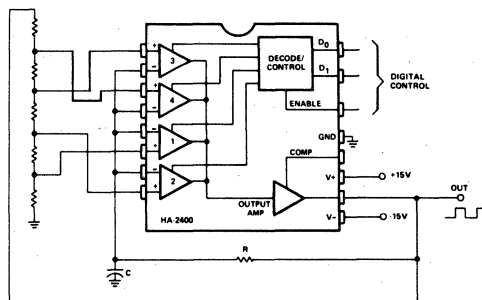 +
3
−
+
4
−
−
1
+
−
2
+
DECODE/
CONTROL
D0
D1
ENABLE
DIGITAL
CONTROL
GND
COMP
V+
+15V
OUTPUT
AMP
OUT
V−
-15V
HA-2400
R
C